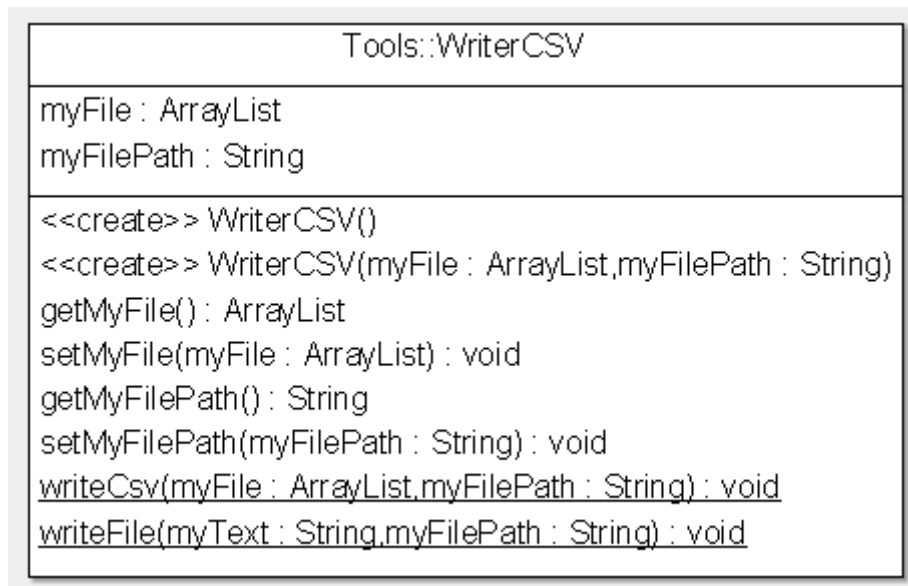 Tools::WriterCSV
myFile : ArrayList
myFilePath : String
<<create>> WriterCSV()
<<create>> WriterCSV(myFile : ArrayList,myFilePath : String)
getMyFile() : ArrayList
setMyFile(myFile : ArrayList) : void
getMyFilePath() : String
setMyFilePath(myFilePath : String) : void
writeCsv(myFile : ArrayList,myFilePath : String) : void
writeFile(myText : String,myFilePath : String) : void